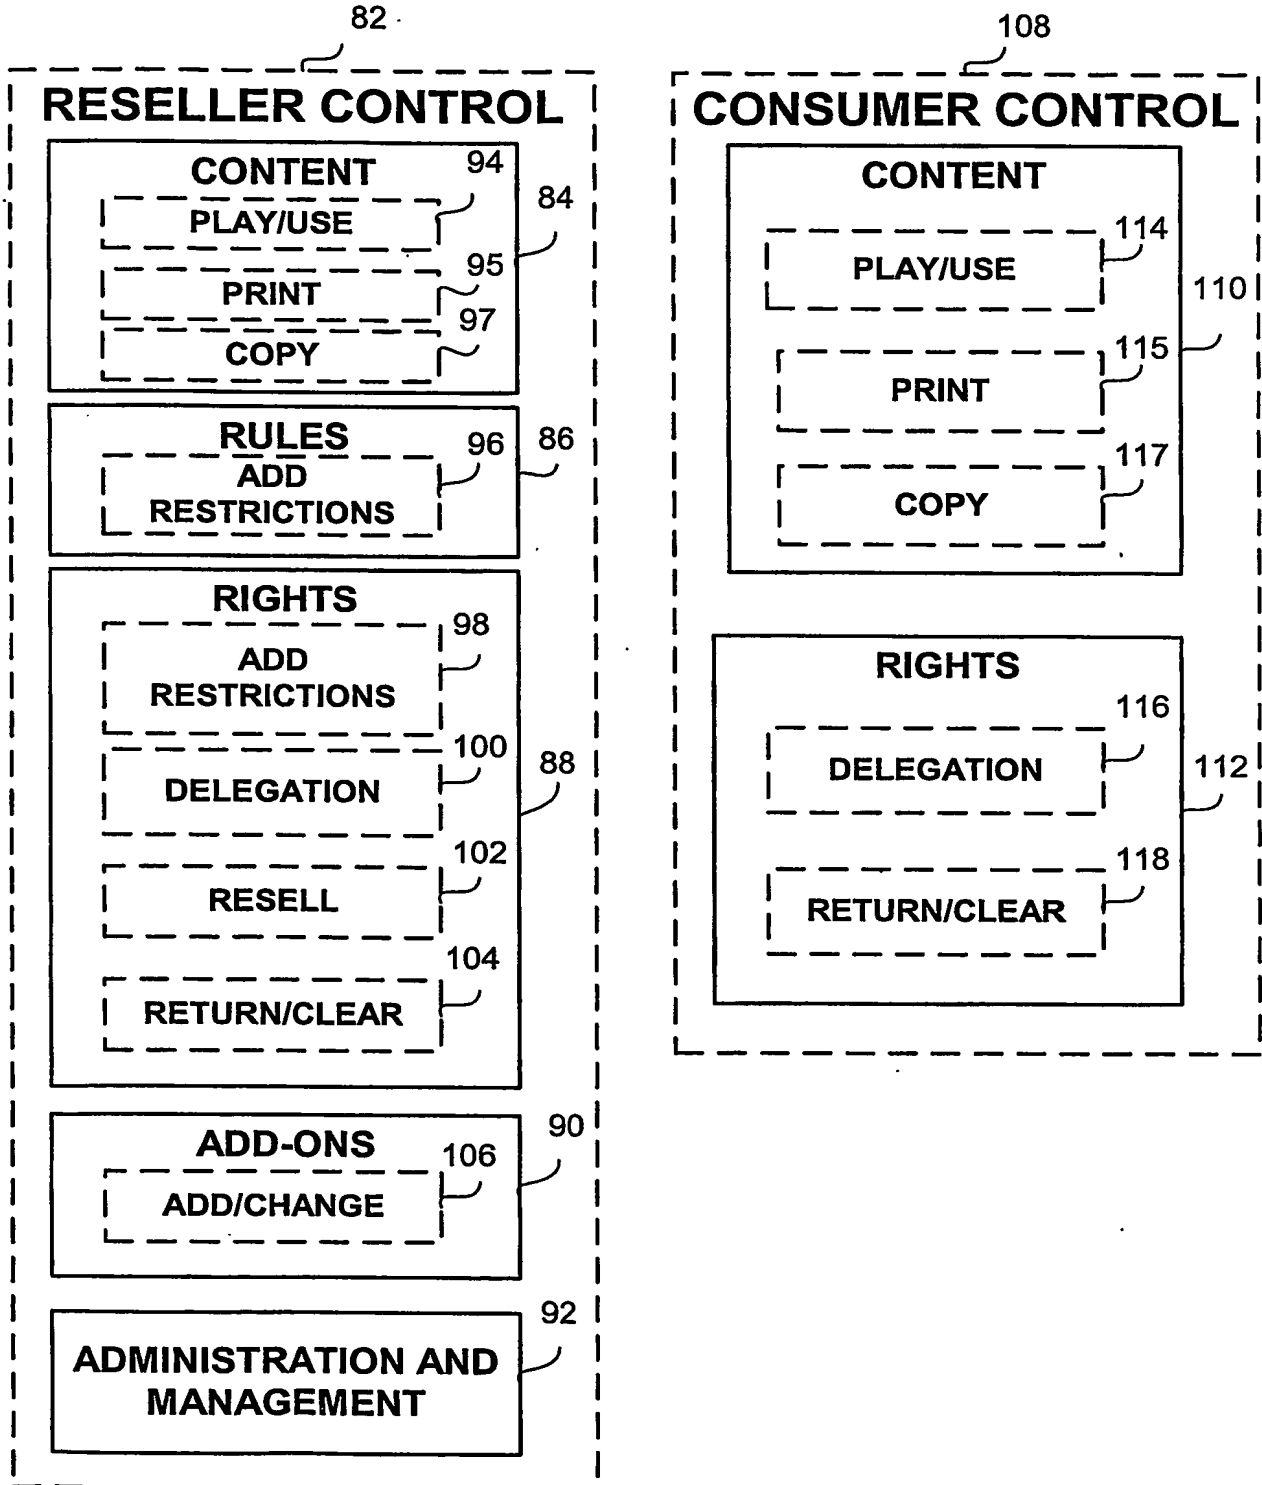 82
RESELLER CONTROL
CONTENT
94
PLAY/USE
84
95
PRINT
97
COPY
RULES
86
96
ADD
RESTRICTIONS
RIGHTS
98
ADD
RESTRICTIONS
100
DELEGATION
88
102
RESELL
104
RETURN/CLEAR
ADD-ONS
90
106
ADD/CHANGE
92
ADMINISTRATION AND
MANAGEMENT
108
CONSUMER CONTROL
CONTENT
114
PLAY/USE
110
115
PRINT
117
COPY
RIGHTS
116
DELEGATION
112
118
RETURN/CLEAR